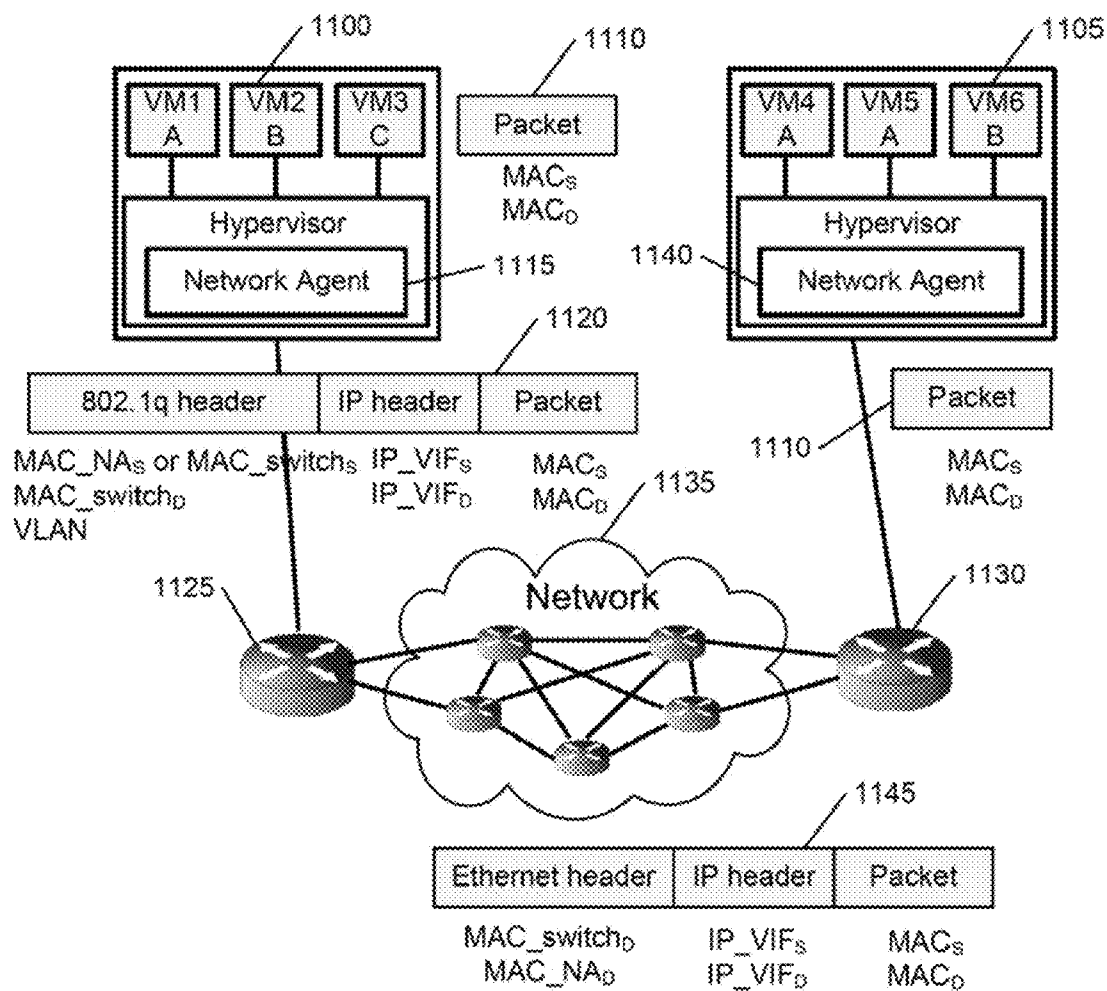 1100
1110
1105
VM1 A
VM2 B
VM3 C
Packet
MACS
MACD
VM4 A
VM5 A
VM6 B
Hypervisor
Network Agent
1115
1140
Hypervisor
Network Agent
1120
802.1q header
IP header
Packet
MAC_NAS or MAC_switchS
MAC_switchD
VLAN
IP_VIFS
IP_VIFD
MACS
MACD
Packet
1110
MACS
MACD
1135
1125
Network
1130
1145
Ethernet header
IP header
Packet
MAC_switchD
MAC_NAD
IP_VIFS
IP_VIFD
MACS
MACD